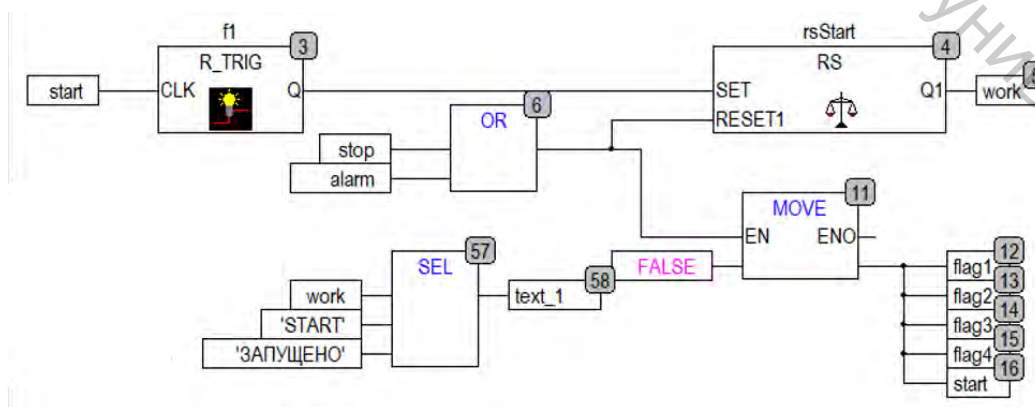 f1
3
R_TRIG
start
CLK
Q
rsStart
4
RS
SET
Q1
work
RESET1
6
OR
stop
alarm
11
MOVE
EN
ENO
57
SEL
work
'START'
'ЗАПУЩЕНО'
text_1
58
FALSE
12
flag1
13
flag2
14
flag3
15
flag4
16
start